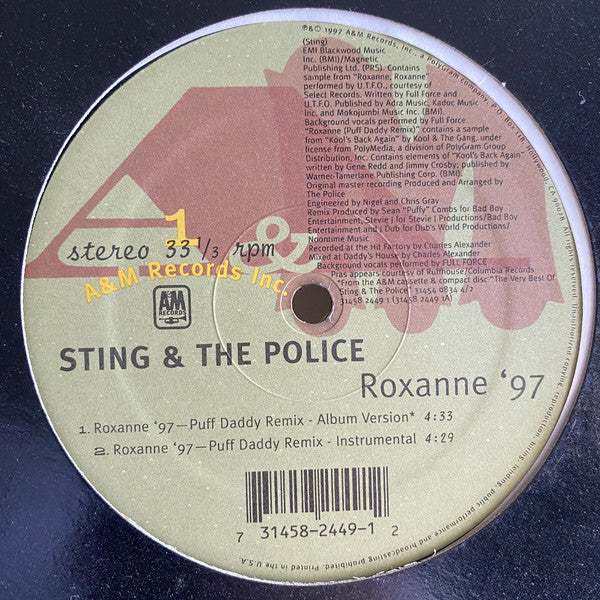 ℗&© 1997 A&M Records, Inc., a PolyGram company, P.O. Box 118, Hollywood, CA 90078. All rights reserved. Unauthorized copying, hiring, lending, public performance and broadcasting prohibited. Printed in the U.S.A.
(Sting)
EMI Blackwood Music
Inc. (BMI)/Magnetic
Publishing Ltd. (PRS). Contains
sample from "Roxanne, Roxanne"
performed by U.T.F.O., courtesy of
Select Records. Written by Full Force and
U.T.F.O. Published by Adra Music, Kadoc Music
Inc. and Mokojumbi Music Inc. (BMI).
Background vocals performed by Full Force.
"Roxanne (Puff Daddy Remix)" contains a sample
from "Kool's Back Again" by Kool & The Gang, under
license from PolyMedia, a division of PolyGram Group
Distribution, Inc. Contains elements of "Kool's Back Again"
written by Gene Redd and Jimmy Crosby; published by
Warner-Tamerlane Publishing Corp. (BMI).
Original master recording Produced and Arranged by
The Police
Engineered by Nigel and Chris Gray
Remix Produced by Sean "Puffy" Combs for Bad Boy
Entertainment, Stevie J for Stevie J Productions/Bad Boy
Entertainment and J Dub for Dub's World Productions/
Noontime Music
Recorded at the Hit Factory by Charles Alexander
Mixed at Daddy's House by Charles Alexander
Background vocals performed by FULL FORCE
Pras appears courtesy of Ruffhouse/Columbia Records
*From the A&M cassette & compact disc "The Very Best Of
Sting & The Police" 31454 0834 4/2
31458 2449 1 (31458 2449 1A)
1
&
stereo 33 1/3 rpm
A&M Records Inc.
A&M
RECORDS
STING & THE POLICE
Roxanne '97
1. Roxanne '97—Puff Daddy Remix - Album Version* 4:33
2. Roxanne '97—Puff Daddy Remix - Instrumental 4:29
7 31458-2449-1 2